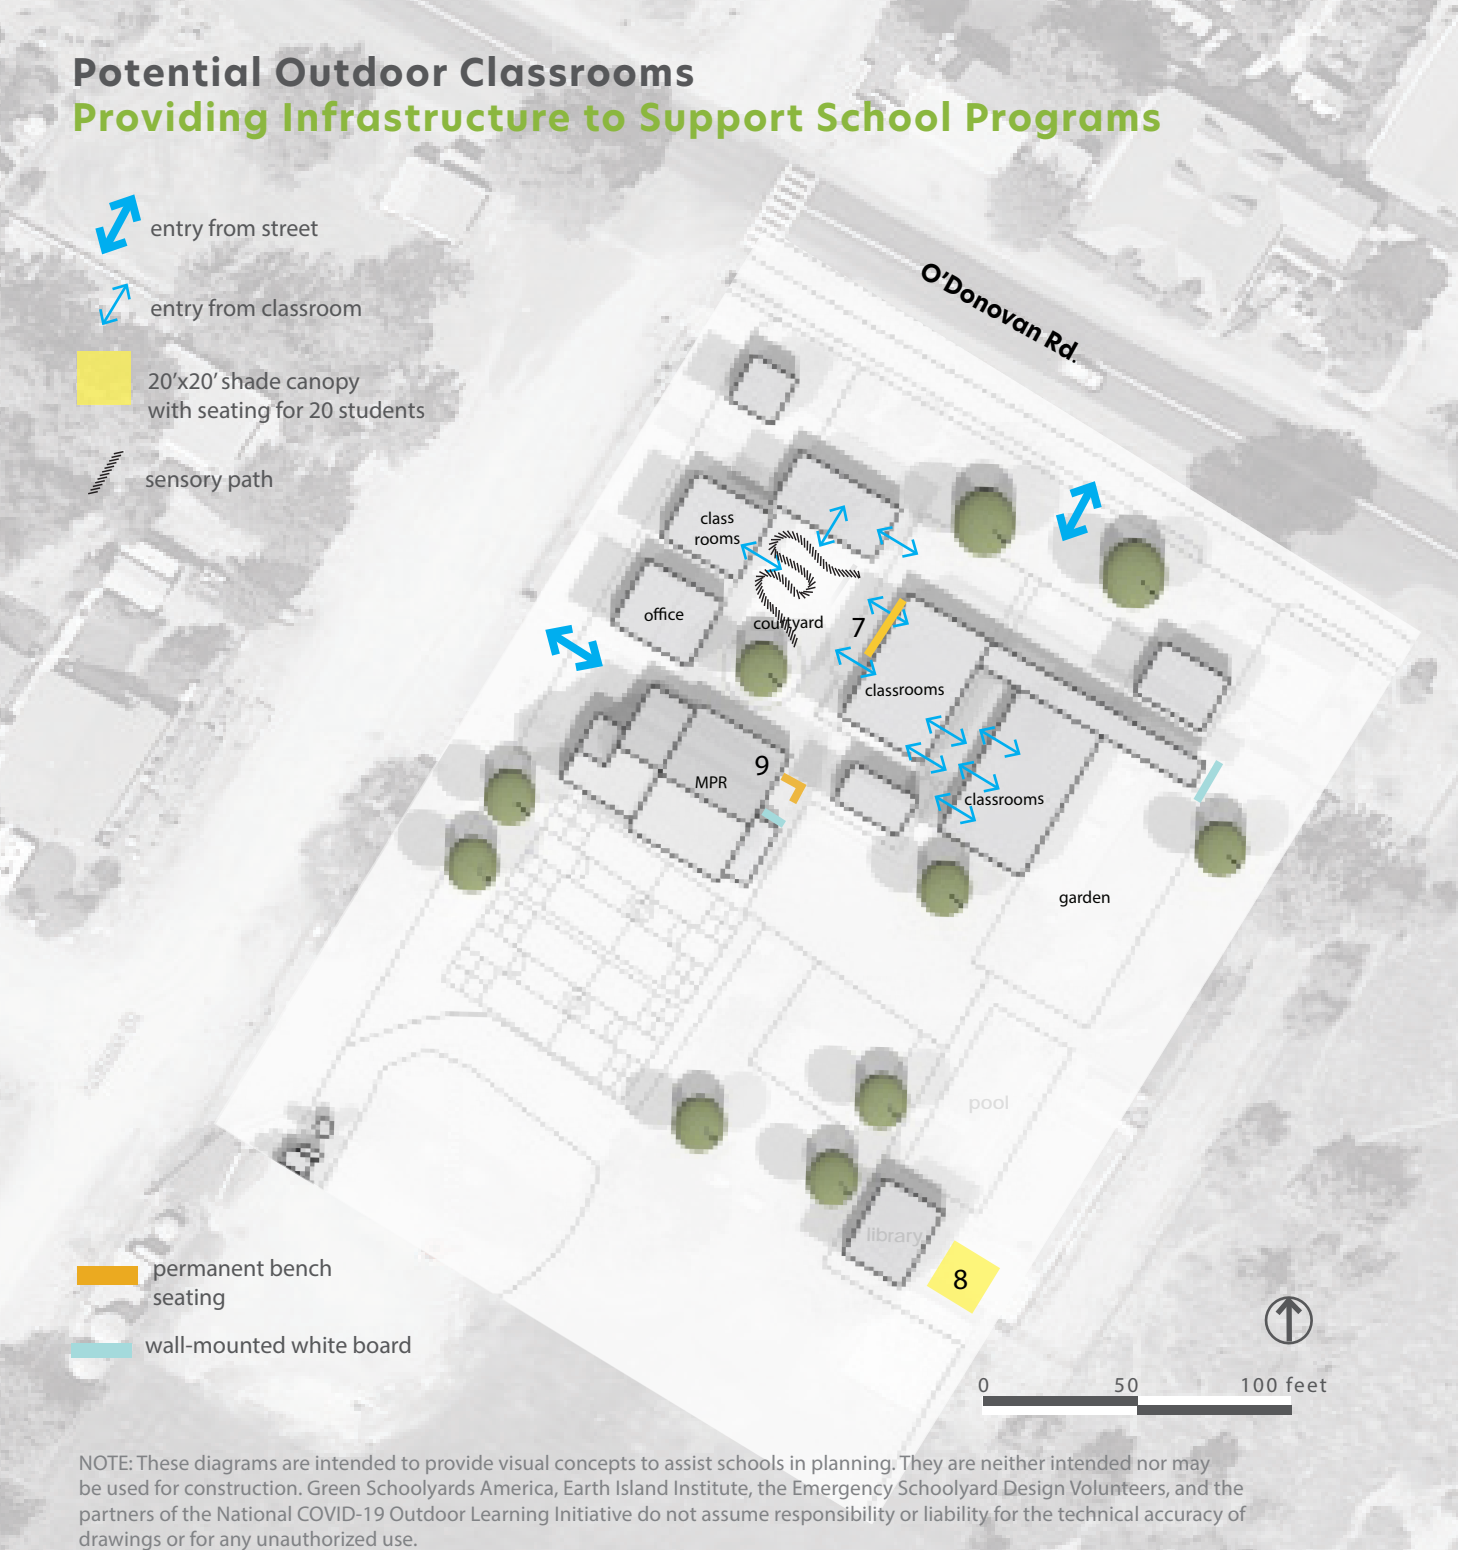 Potential Outdoor Classrooms
Providing Infrastructure to Support School Programs
entry from street
entry from classroom
20'x20' shade canopy
with seating for 20 students
sensory path
O'Donovan Rd.
class
rooms
office
courtyard
7
classrooms
9
MPR
classrooms
garden
pool
library
8
permanent bench
seating
wall-mounted white board
0 50 100 feet
NOTE: These diagrams are intended to provide visual concepts to assist schools in planning. They are neither intended nor may
be used for construction. Green Schoolyards America, Earth Island Institute, the Emergency Schoolyard Design Volunteers, and the
partners of the National COVID-19 Outdoor Learning Initiative do not assume responsibility or liability for the technical accuracy of
drawings or for any unauthorized use.